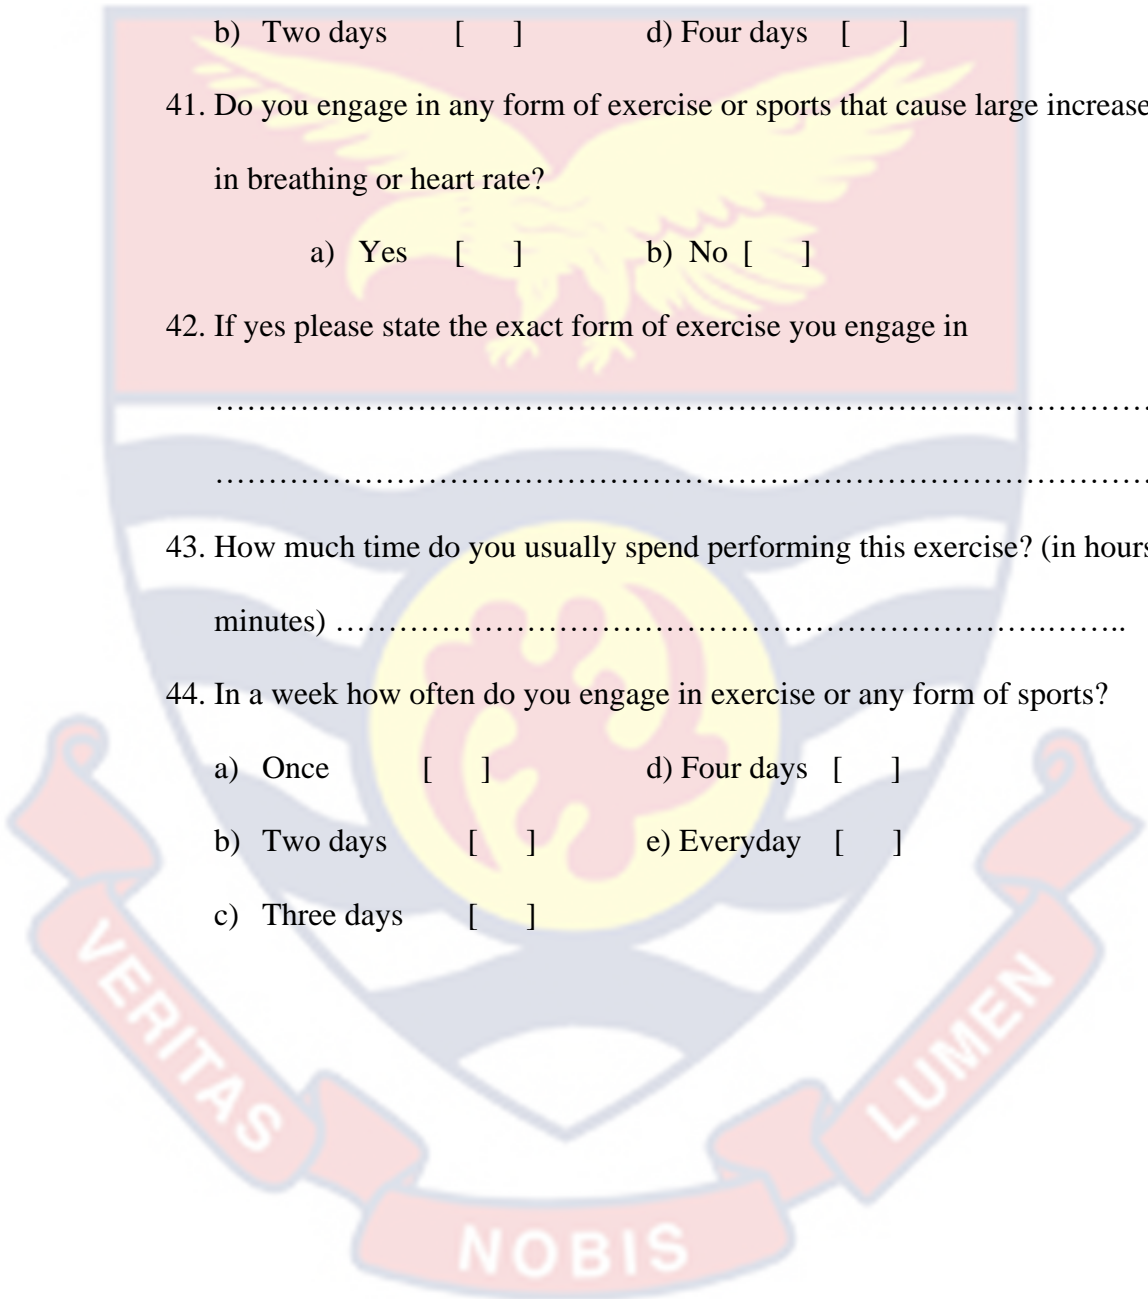 b) Two days [ ] d) Four days [ ]
41. Do you engage in any form of exercise or sports that cause large increase
in breathing or heart rate?
a) Yes [ ] b) No [ ]
42. If yes please state the exact form of exercise you engage in
………………………………………………………………………………
………………………………………………………………………………
43. How much time do you usually spend performing this exercise? (in hours
minutes) ………………………………………………………………..
44. In a week how often do you engage in exercise or any form of sports?
a) Once [ ] d) Four days [ ]
b) Two days [ ] e) Everyday [ ]
c) Three days [ ]
VERITAS
NOBIS
LUMEN